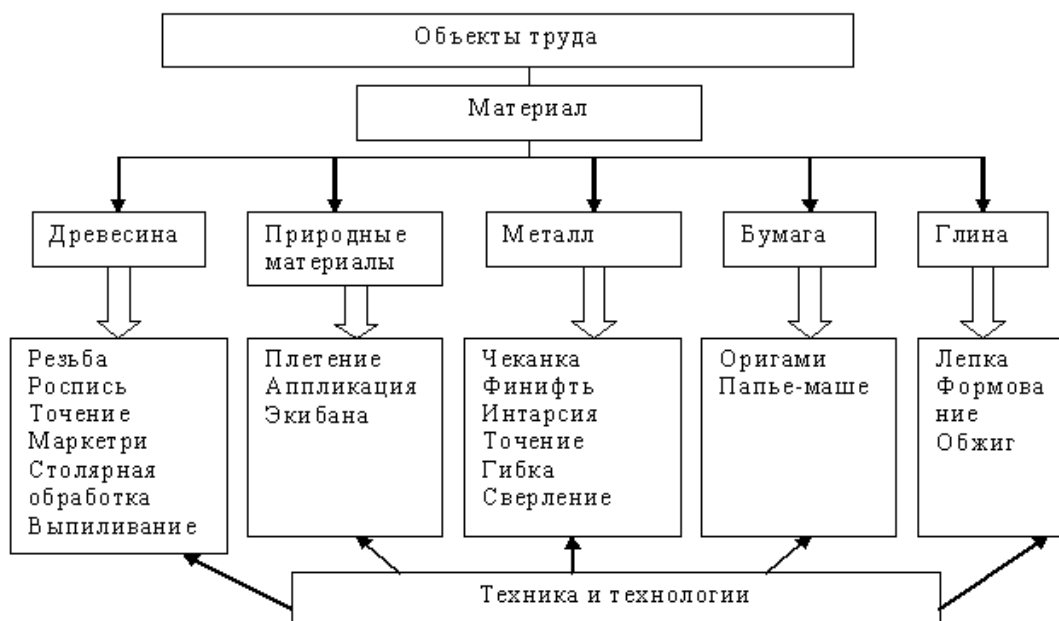 Объекты труда
Материал
Древесина
Природные
материалы
Металл
Бумага
Глина
Резьба
Роспись
Точение
Маркетри
Столярная
обработка
Выпиливание
Плетение
Аппликация
Экибана
Чеканка
Финифть
Интарсия
Точение
Гибка
Сверление
Оригами
Папье-маше
Лепка
Формова
ние
Обжиг
Техника и технологии